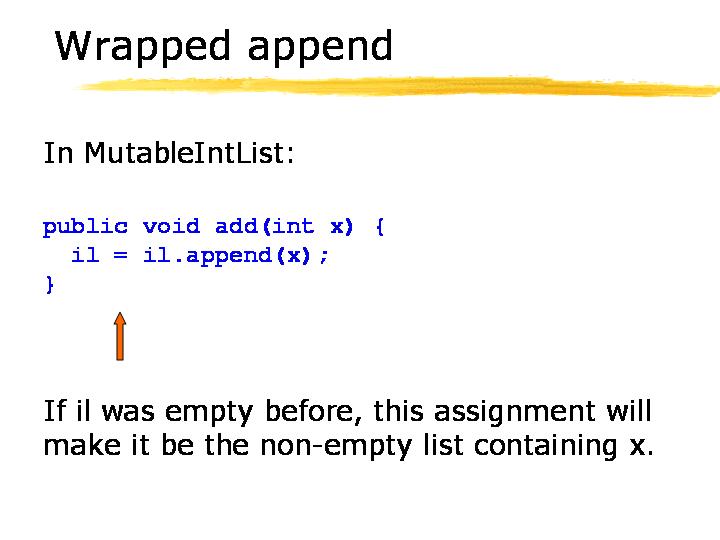 Wrapped append
In MutableIntList:
public void add(int x) {
  il = il.append(x);
}
If il was empty before, this assignment will
make it be the non-empty list containing x.